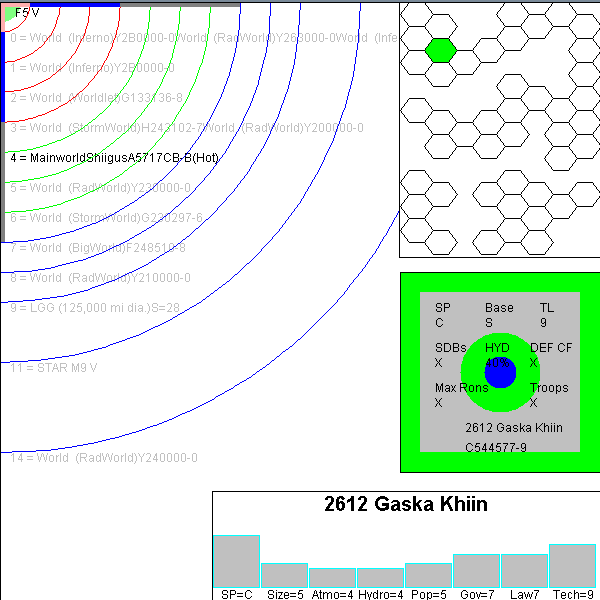 F5 V
0 = World (Inferno)Y2B0000-0World (RadWorld)Y268000-0World (Infe
1 = World (Inferno)Y2B0000-0
2 = World (Worldlet)G133136-8
3 = World (StormWorld)H243102-7World (RadWorld)Y200000-0
4 = MainworldShiigusA5717CB-B(Hot)
5 = World (RadWorld)Y220000-0
6 = World (StormWorld)G230297-6
7 = World (BigWorld)F248510-8
8 = World (RadWorld)Y210000-0
9 = LGG (125,000 mi dia.)S=28
11 = STAR M9 V
14 = World (RadWorld)Y240000-0
SP Base TL
C S 9
SDBs HYD DEF CF
X 40% X
Max Rons Troops
X X
2612 Gaska Khiin
C544577-9
2612 Gaska Khiin
SP=C Size=5 Atmo=4 Hydro=4 Pop=5 Gov=7 Law7 Tech=9